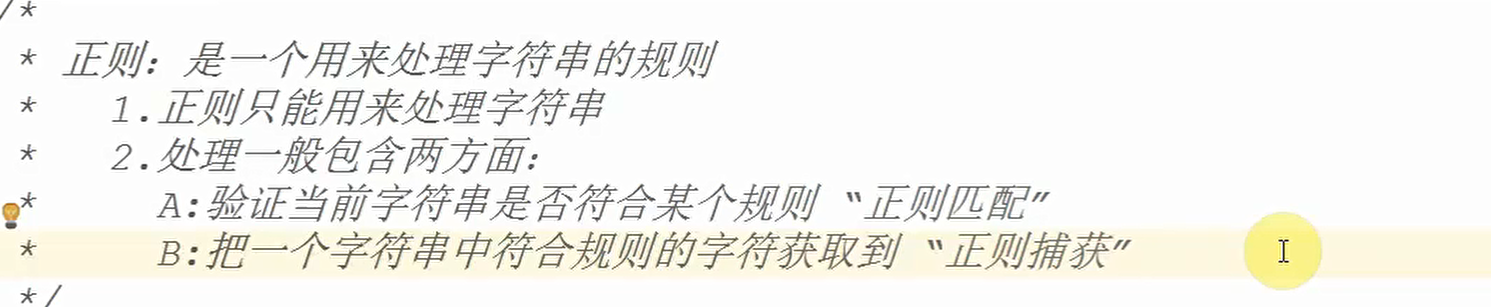 /*
* 正则：是一个用来处理字符串的规则
* 1.正则只能用来处理字符串
* 2.处理一般包含两方面：
* A:验证当前字符串是否符合某个规则 “正则匹配”
* B:把一个字符串中符合规则的字符获取到 “正则捕获”
*/